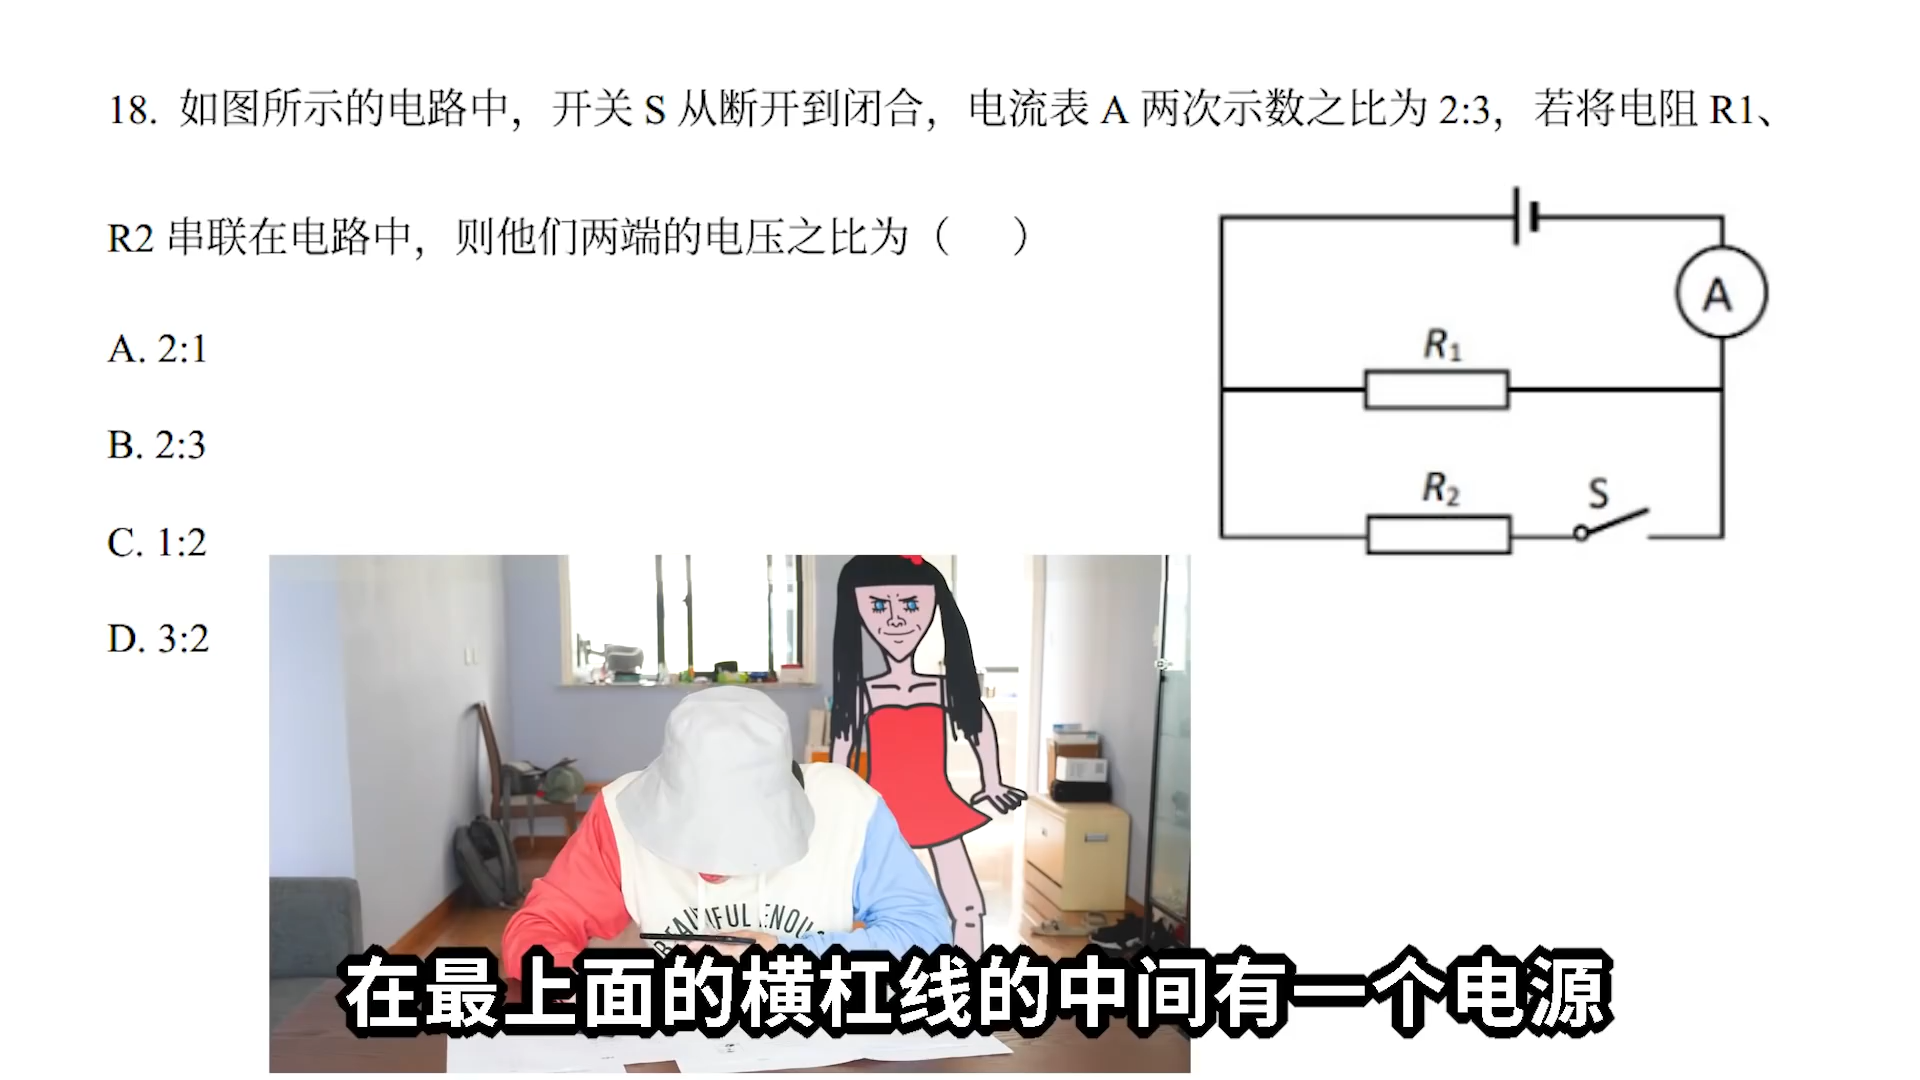 18. 如图所示的电路中，开关 S 从断开到闭合，电流表 A 两次示数之比为 2:3，若将电阻 R1、
R2 串联在电路中，则他们两端的电压之比为（　）
A. 2:1
B. 2:3
C. 1:2
D. 3:2
A
R1
R2
S
在最上面的横杠线的中间有一个电源